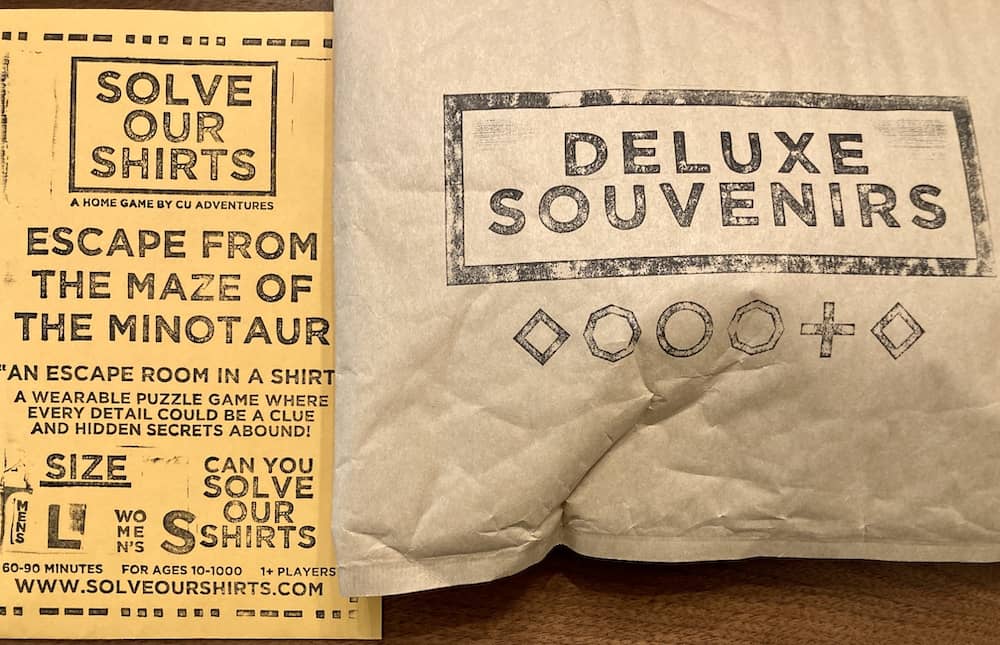 SOLVE
OUR
SHIRTS
A HOME GAME BY CU ADVENTURES
ESCAPE FROM
THE MAZE OF
THE MINOTAUR
"AN ESCAPE ROOM IN A SHIRT
A WEARABLE PUZZLE GAME WHERE
EVERY DETAIL COULD BE A CLUE
AND HIDDEN SECRETS ABOUND!
SIZE
MENS
L
WO
ME
N'S
S
CAN YOU
SOLVE
OUR
SHIRTS
60-90 MINUTES FOR AGES 10-1000 1+ PLAYERS
WWW.SOLVEOURSHIRTS.COM
DELUXE
SOUVENIRS